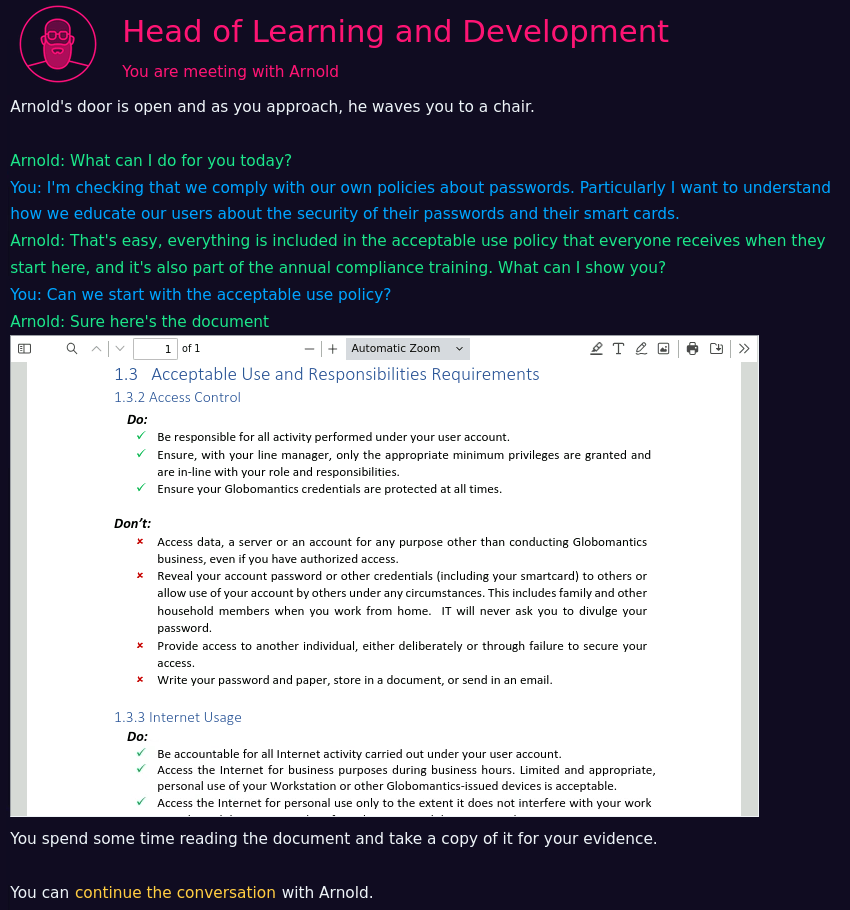 Head of Learning and Development
You are meeting with Arnold
Arnold's door is open and as you approach, he waves you to a chair.
Arnold: What can I do for you today?
You: I'm checking that we comply with our own policies about passwords. Particularly I want to understand
how we educate our users about the security of their passwords and their smart cards.
Arnold: That's easy, everything is included in the acceptable use policy that everyone receives when they
start here, and it's also part of the annual compliance training. What can I show you?
You: Can we start with the acceptable use policy?
Arnold: Sure here's the document
1 of 1 Automatic Zoom
1.3 Acceptable Use and Responsibilities Requirements
1.3.2 Access Control
Do:
✓ Be responsible for all activity performed under your user account.
✓ Ensure, with your line manager, only the appropriate minimum privileges are granted and
are in-line with your role and responsibilities.
✓ Ensure your Globomantics credentials are protected at all times.
Don't:
× Access data, a server or an account for any purpose other than conducting Globomantics
business, even if you have authorized access.
× Reveal your account password or other credentials (including your smartcard) to others or
allow use of your account by others under any circumstances. This includes family and other
household members when you work from home. IT will never ask you to divulge your
password.
× Provide access to another individual, either deliberately or through failure to secure your
access.
× Write your password and paper, store in a document, or send in an email.
1.3.3 Internet Usage
Do:
✓ Be accountable for all Internet activity carried out under your user account.
✓ Access the Internet for business purposes during business hours. Limited and appropriate,
personal use of your Workstation or other Globomantics-issued devices is acceptable.
✓ Access the Internet for personal use only to the extent it does not interfere with your work
You spend some time reading the document and take a copy of it for your evidence.
You can continue the conversation with Arnold.